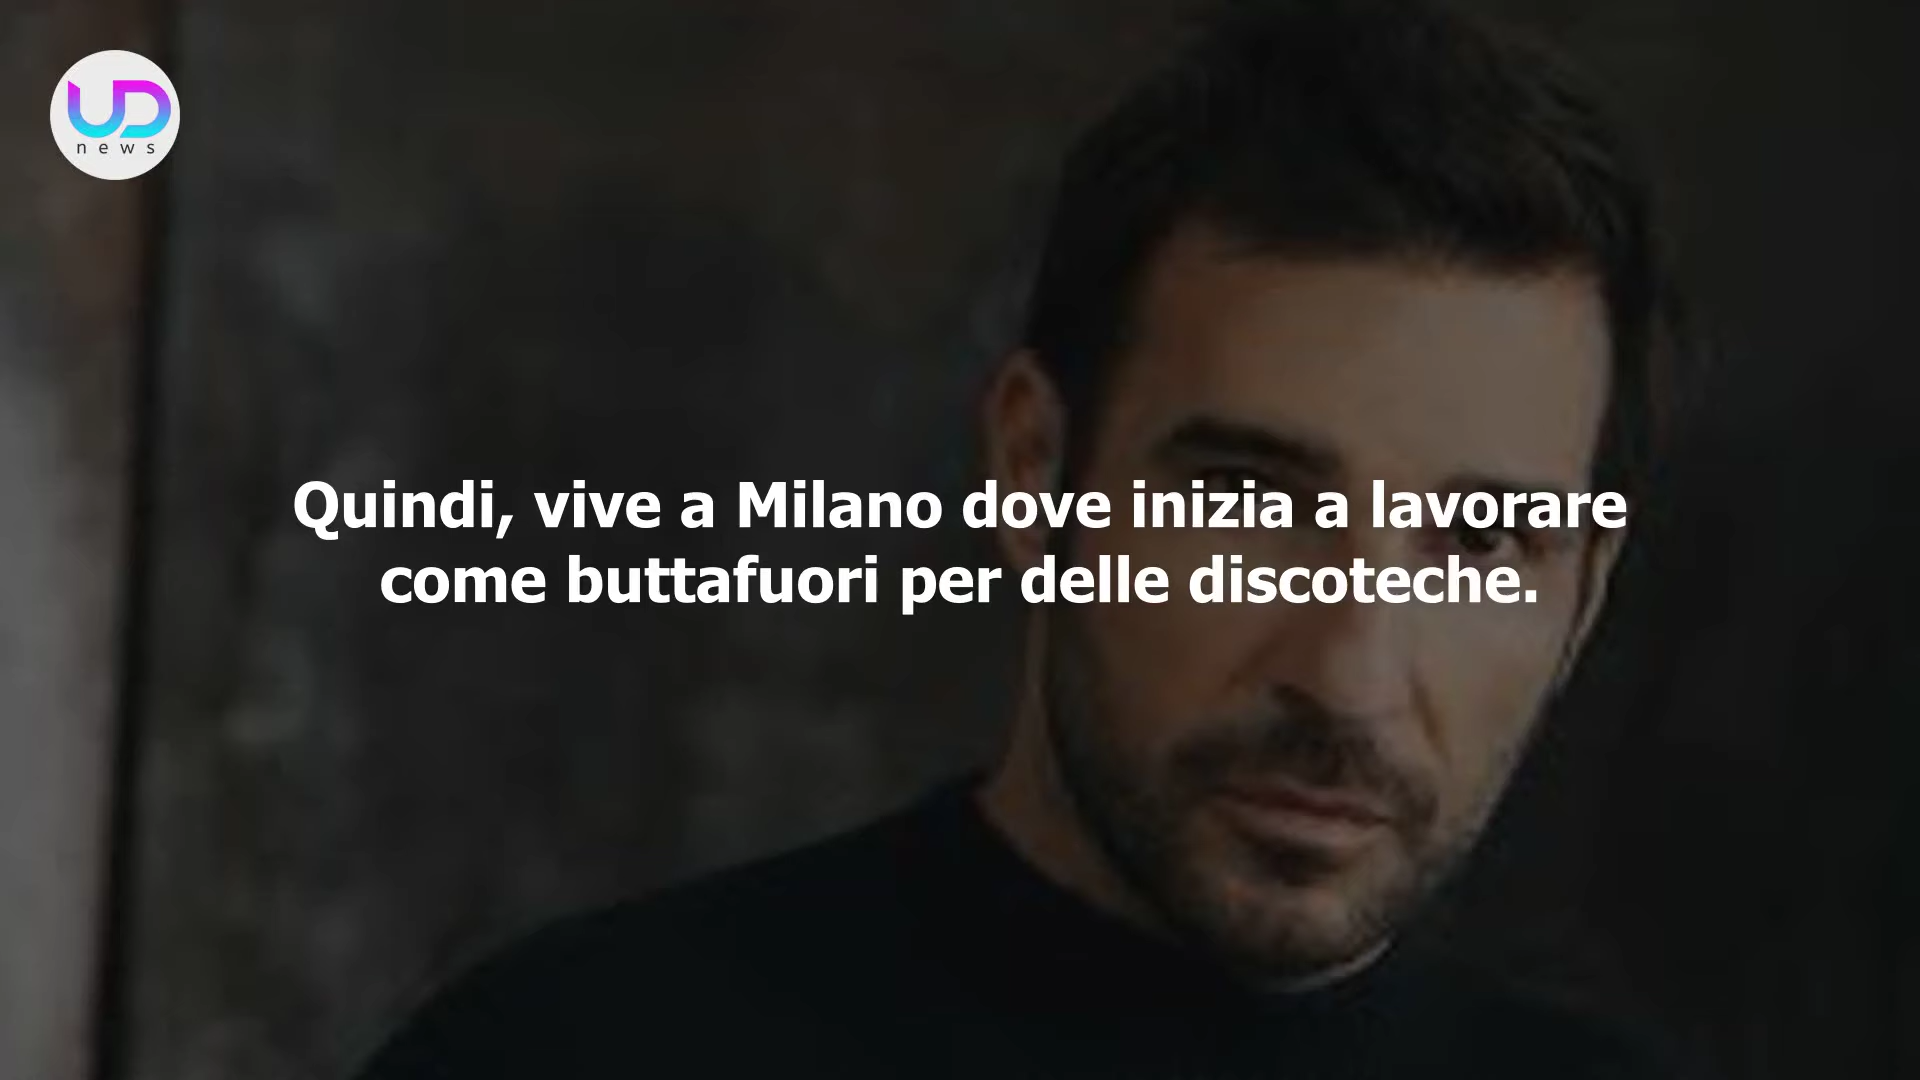 UD
news
Quindi, vive a Milano dove inizia a lavorare
come buttafuori per delle discoteche.